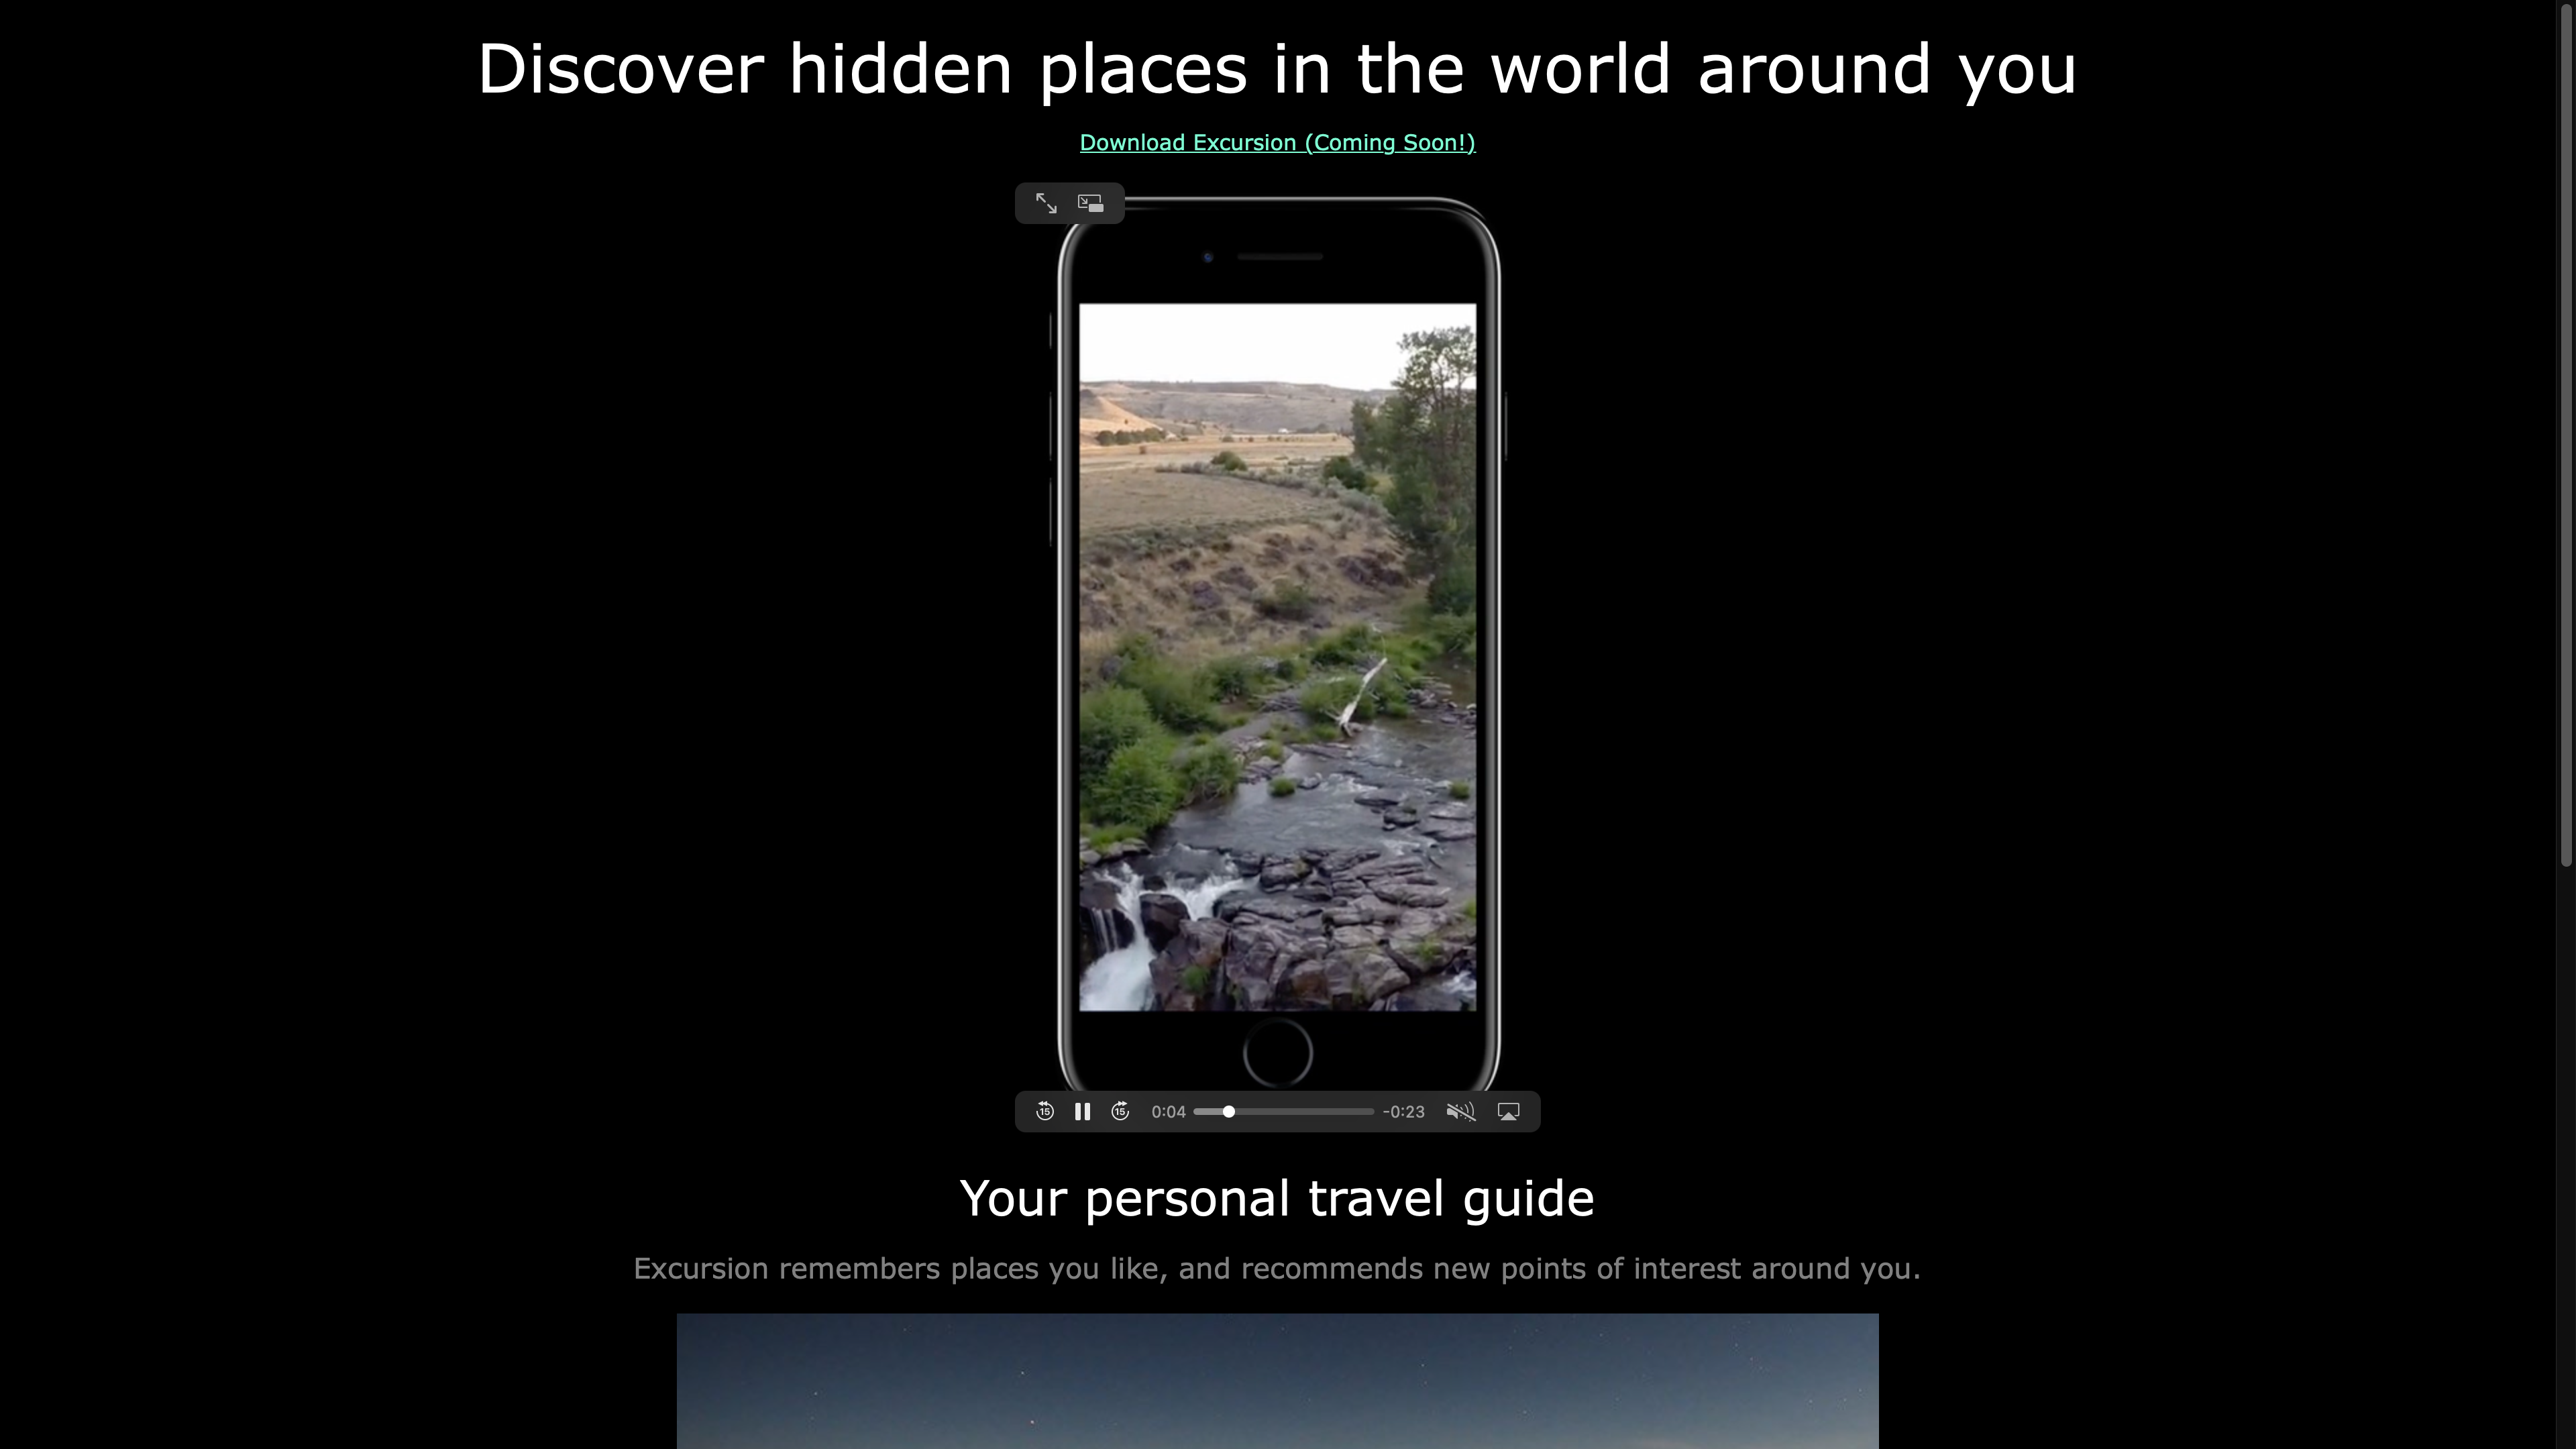 Discover hidden places in the world around you
Download Excursion (Coming Soon!)
15 15 0:04 -0:23
Your personal travel guide
Excursion remembers places you like, and recommends new points of interest around you.